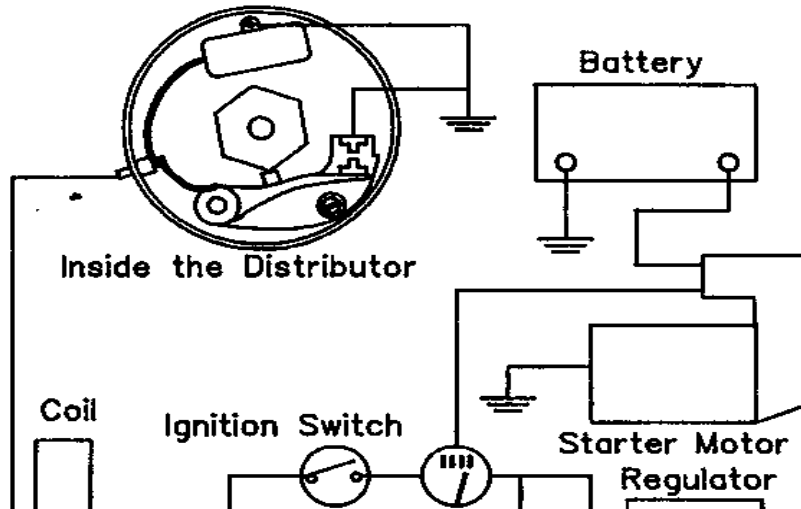 Battery
Inside the Distributor
Coil
Ignition Switch
Starter Motor
Regulator